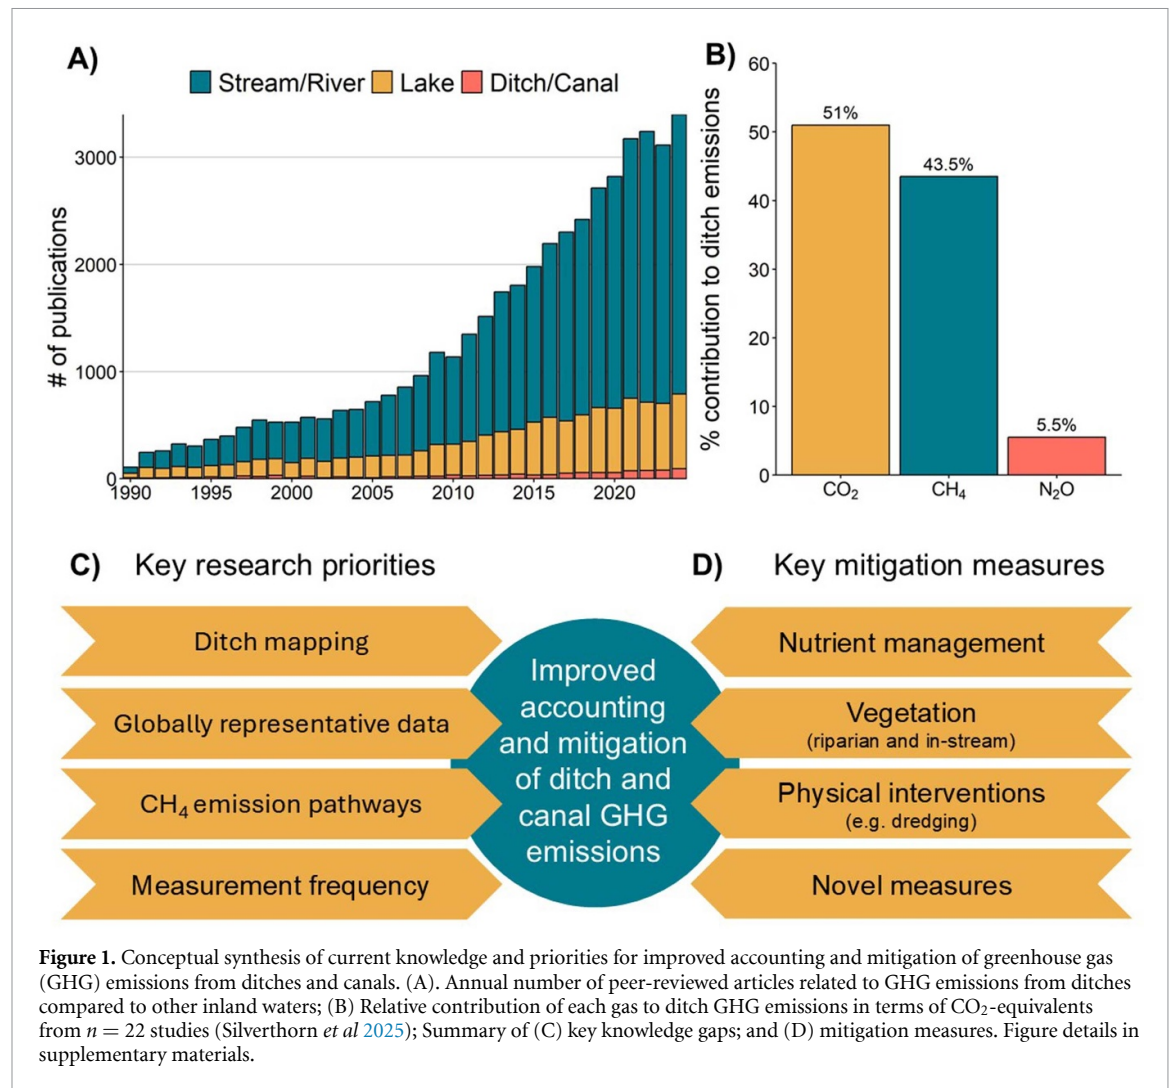 A)
Stream/River Lake Ditch/Canal
# of publications
3000
2000
1000
0
1990 1995 2000 2005 2010 2015 2020
B)
% contribution to ditch emissions
60
50
40
30
20
10
0
51%
43.5%
5.5%
CO₂ CH₄ N₂O
C) Key research priorities
Ditch mapping
Globally representative data
CH₄ emission pathways
Measurement frequency
Improved
accounting
and mitigation
of ditch and
canal GHG
emissions
D) Key mitigation measures
Nutrient management
Vegetation
(riparian and in-stream)
Physical interventions
(e.g. dredging)
Novel measures
Figure 1. Conceptual synthesis of current knowledge and priorities for improved accounting and mitigation of greenhouse gas
(GHG) emissions from ditches and canals. (A). Annual number of peer-reviewed articles related to GHG emissions from ditches
compared to other inland waters; (B) Relative contribution of each gas to ditch GHG emissions in terms of CO₂-equivalents
from n = 22 studies (Silverthorn et al 2025); Summary of (C) key knowledge gaps; and (D) mitigation measures. Figure details in
supplementary materials.